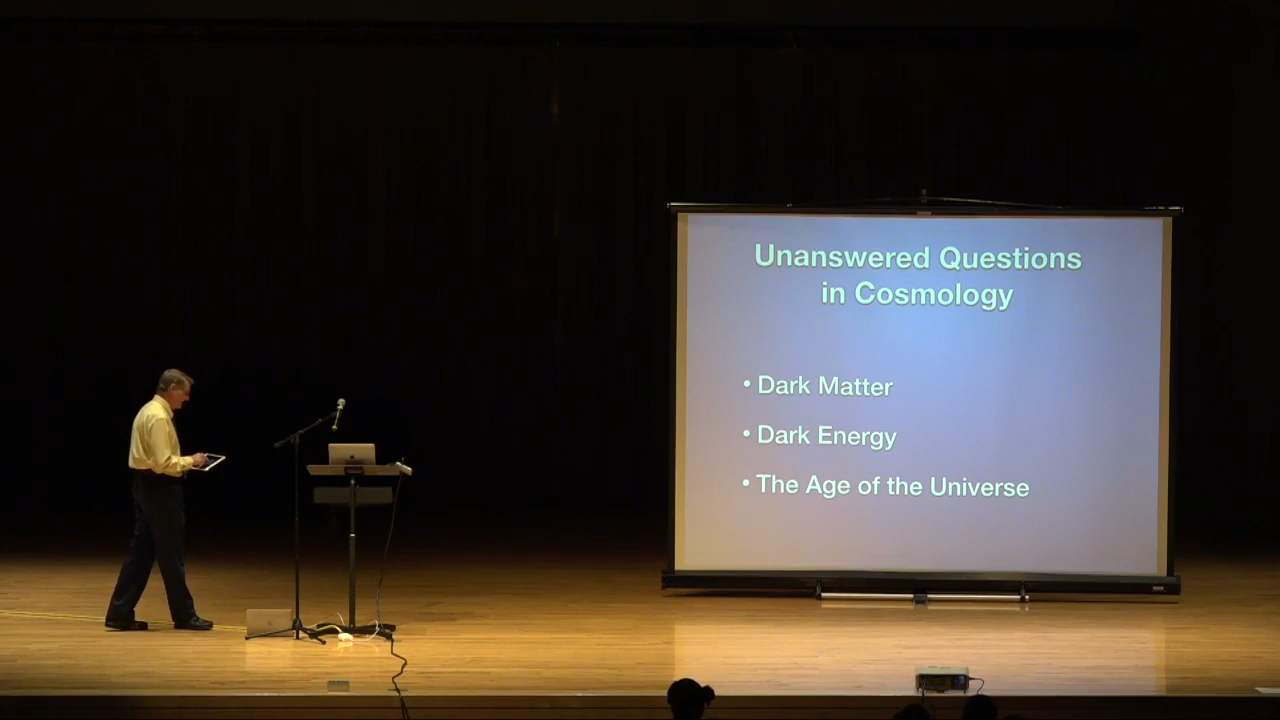 Unanswered Questions
in Cosmology
• Dark Matter
• Dark Energy
• The Age of the Universe